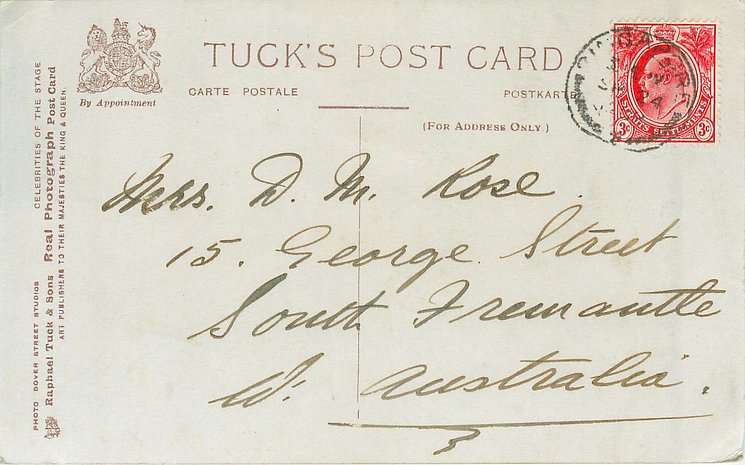 TUCK'S POST CARD
CARTE POSTALE
POSTKARTE
(FOR ADDRESS ONLY.)
By Appointment
CELEBRITIES OF THE STAGE
Raphael Tuck & Sons Real Photograph Post Card
ART PUBLISHERS TO THEIR MAJESTIES THE KING & QUEEN.
PHOTO DOVER STREET STUDIOS
STRAITS SETTLEMENTS
3c 3c
Mrs. D. M. Rose
15. George Street
South Fremantle
W. Australia.